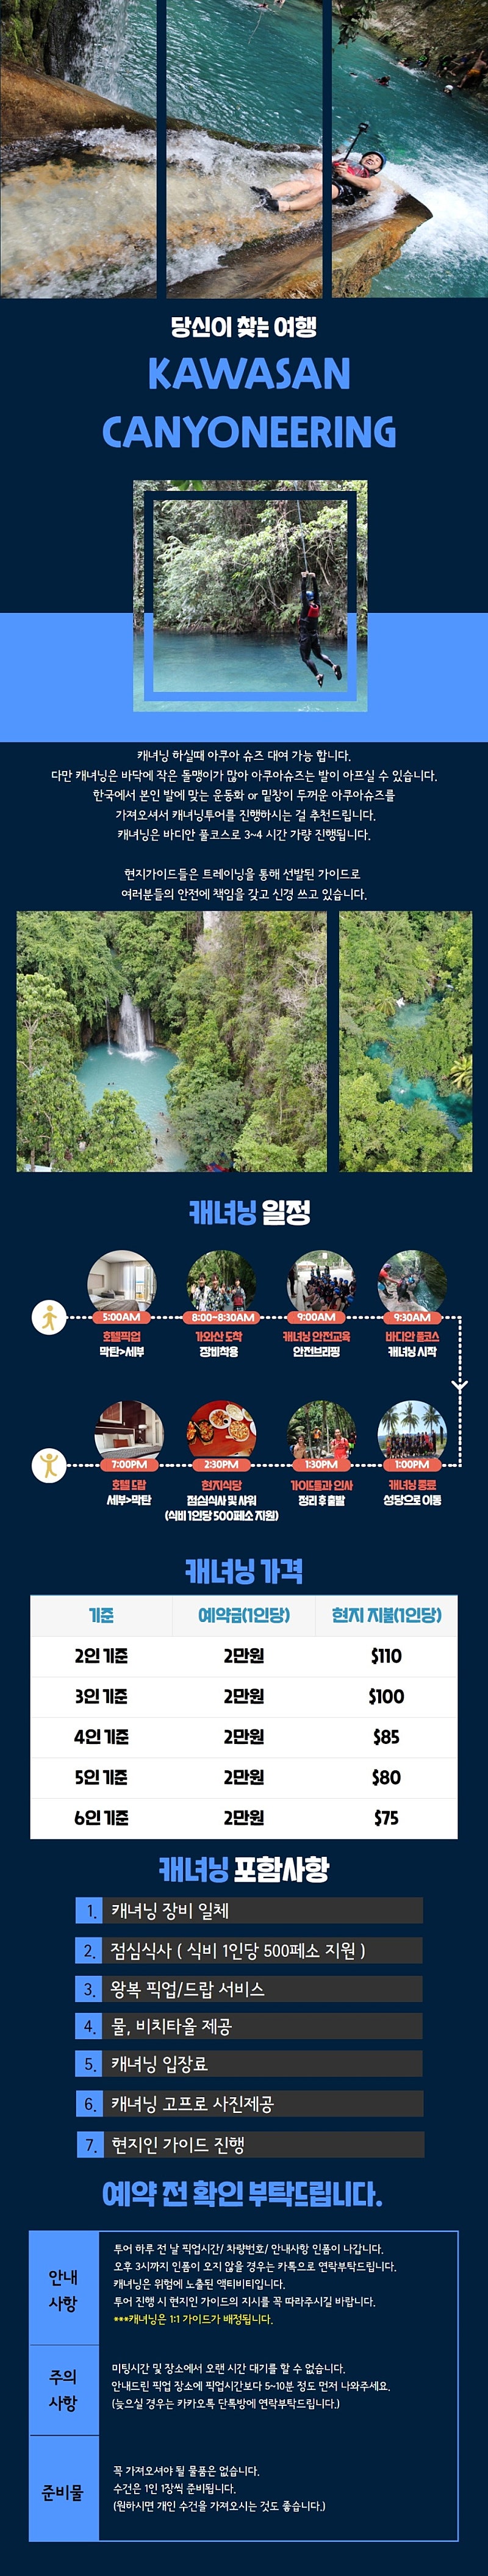 당신이 찾는 여행
KAWASAN
CANYONEERING
캐녀닝 하실때 아쿠아 슈즈 대여 가능 합니다.
다만 캐녀닝은 바닥에 작은 돌맹이가 많아 아쿠아슈즈는 발이 아프실 수 있습니다.
한국에서 본인 발에 맞는 운동화 or 밑창이 두꺼운 아쿠아슈즈를
가져오셔서 캐녀닝투어를 진행하시는 걸 추천드립니다.
캐녀닝은 바디안 풀코스로 3~4 시간 가량 진행됩니다.
현지가이드들은 트레이닝을 통해 선발된 가이드로
여러분들의 안전에 책임을 갖고 신경 쓰고 있습니다.
캐녀닝 일정
5:00AM 8:00~8:30AM 9:00AM 9:30AM
호텔픽업 가와산 도착 캐녀닝 안전교육 바디안 풀코스
막탄>세부 장비착용 안전브리핑 캐녀닝 시작
7:00PM 2:30PM 1:30PM 1:00PM
호텔 드랍 현지식당 가이드들과 인사 캐녀닝 종료
세부>막탄 점심식사 및 샤워 정리 후 출발 성당으로 이동
(식비 1인당 500페소 지원)
캐녀닝 가격
기준 예약금(1인당) 현지 지불(1인당)
2인 기준 2만원 $110
3인 기준 2만원 $100
4인 기준 2만원 $85
5인 기준 2만원 $80
6인 기준 2만원 $75
캐녀닝 포함사항
1. 캐녀닝 장비 일체
2. 점심식사 ( 식비 1인당 500페소 지원 )
3. 왕복 픽업/드랍 서비스
4. 물, 비치타올 제공
5. 캐녀닝 입장료
6. 캐녀닝 고프로 사진제공
7. 현지인 가이드 진행
예약 전 확인 부탁드립니다.
안내
사항
투어 하루 전 날 픽업시간/ 차량번호/ 안내사항 인폼이 나갑니다.
오후 3시까지 인폼이 오지 않을 경우는 카톡으로 연락부탁드립니다.
캐녀닝은 위험에 노출된 액티비티입니다.
투어 진행 시 현지인 가이드의 지시를 꼭 따라주시길 바랍니다.
***캐녀닝은 1:1 가이드가 배정됩니다.
주의
사항
미팅시간 및 장소에서 오랜 시간 대기를 할 수 없습니다.
안내드린 픽업 장소에 픽업시간보다 5~10분 정도 먼저 나와주세요.
(늦으실 경우는 카카오톡 단톡방에 연락부탁드립니다.)
준비물
꼭 가져오셔야 될 물품은 없습니다.
수건은 1인 1장씩 준비됩니다.
(원하시면 개인 수건을 가져오시는 것도 좋습니다.)